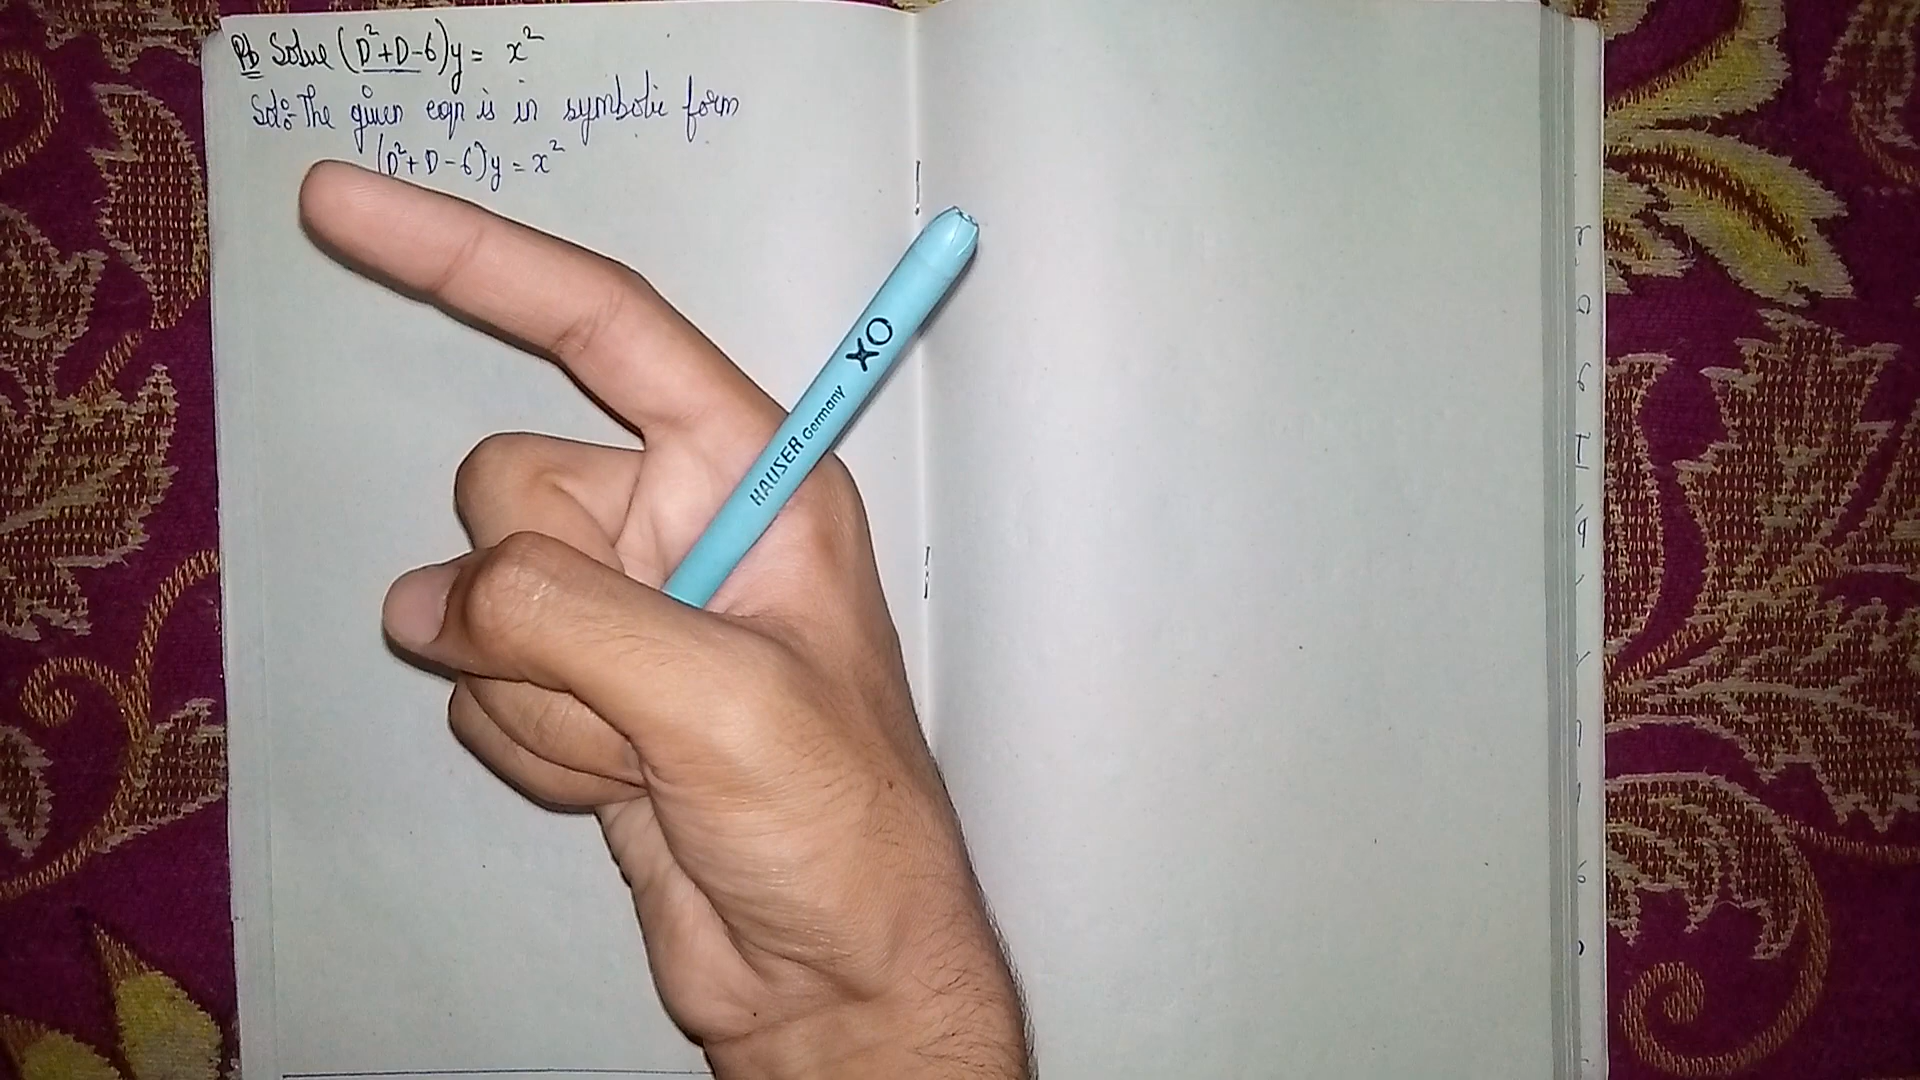 Pb Solve (D²+D-6)y = x²
Sol:- The given eqn is in symbolic form
(D²+D-6)y = x²
HAUSER Germany XO